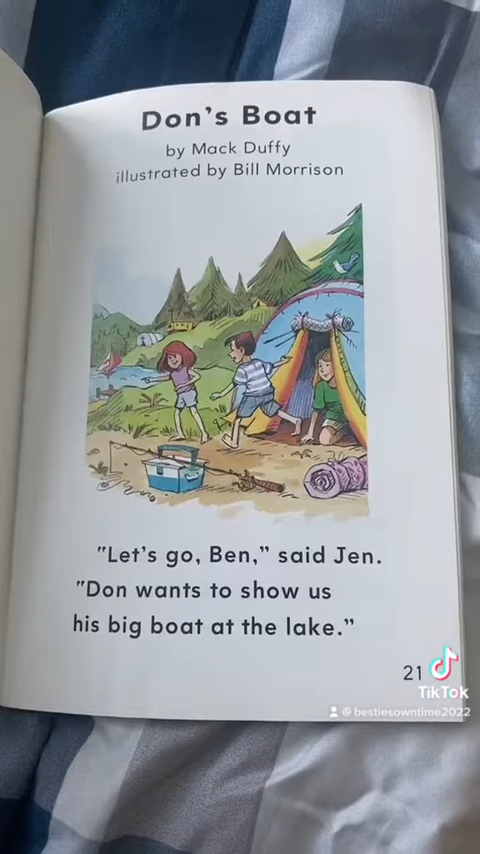 Don's Boat
by Mack Duffy
illustrated by Bill Morrison
"Let's go, Ben," said Jen.
"Don wants to show us
his big boat at the lake."
21
TikTok
@bestiesowntime2022